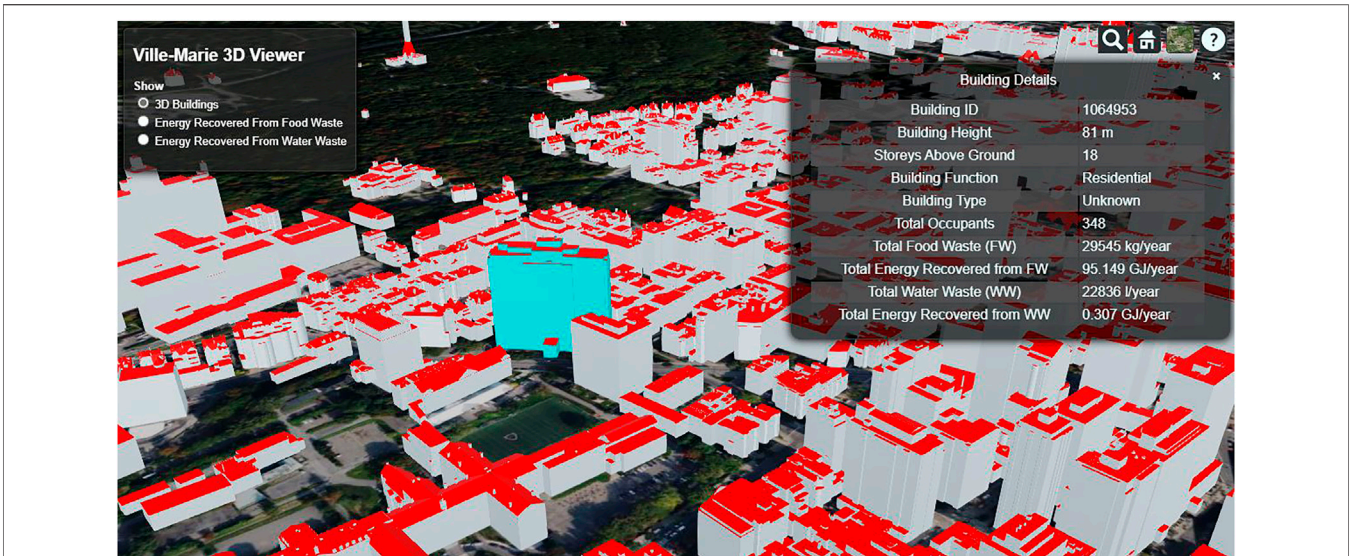 Ville-Marie 3D Viewer
Show
3D Buildings
Energy Recovered From Food Waste
Energy Recovered From Water Waste
?
Building Details ×
Building ID 1064953
Building Height 81 m
Storeys Above Ground 18
Building Function Residential
Building Type Unknown
Total Occupants 348
Total Food Waste (FW) 29545 kg/year
Total Energy Recovered from FW 95.149 GJ/year
Total Water Waste (WW) 22836 l/year
Total Energy Recovered from WW 0.307 GJ/year